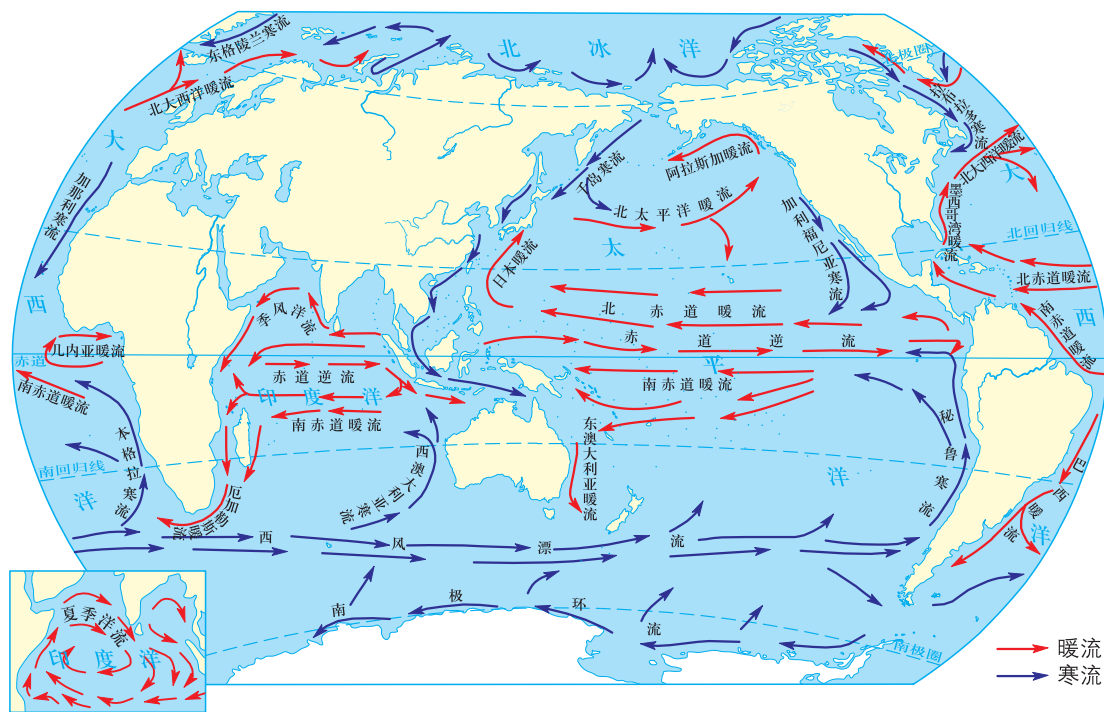 东格陵兰寒流
北冰洋
北极圈
北大西洋暖流
拉布拉多寒流
大
加那利寒流
千岛寒流
阿拉斯加暖流
北大西洋暖流
大
北太平洋暖流
加利福尼亚寒流
墨西哥湾暖流
太
日本暖流
北回归线
西
季风洋流
北赤道暖流
北赤道暖流
西
南赤道暖流
几内亚暖流
赤道逆流
赤道
平
赤道逆流
南赤道暖流
南赤道暖流
印度洋
南赤道暖流
东澳大利亚暖流
秘鲁寒流
本格拉寒流
西澳大利亚寒流
南回归线
巴西暖流
洋
厄加勒斯暖流
洋
洋
西风漂流
南极环流
南极圈
夏季洋流
印度洋
暖流
寒流